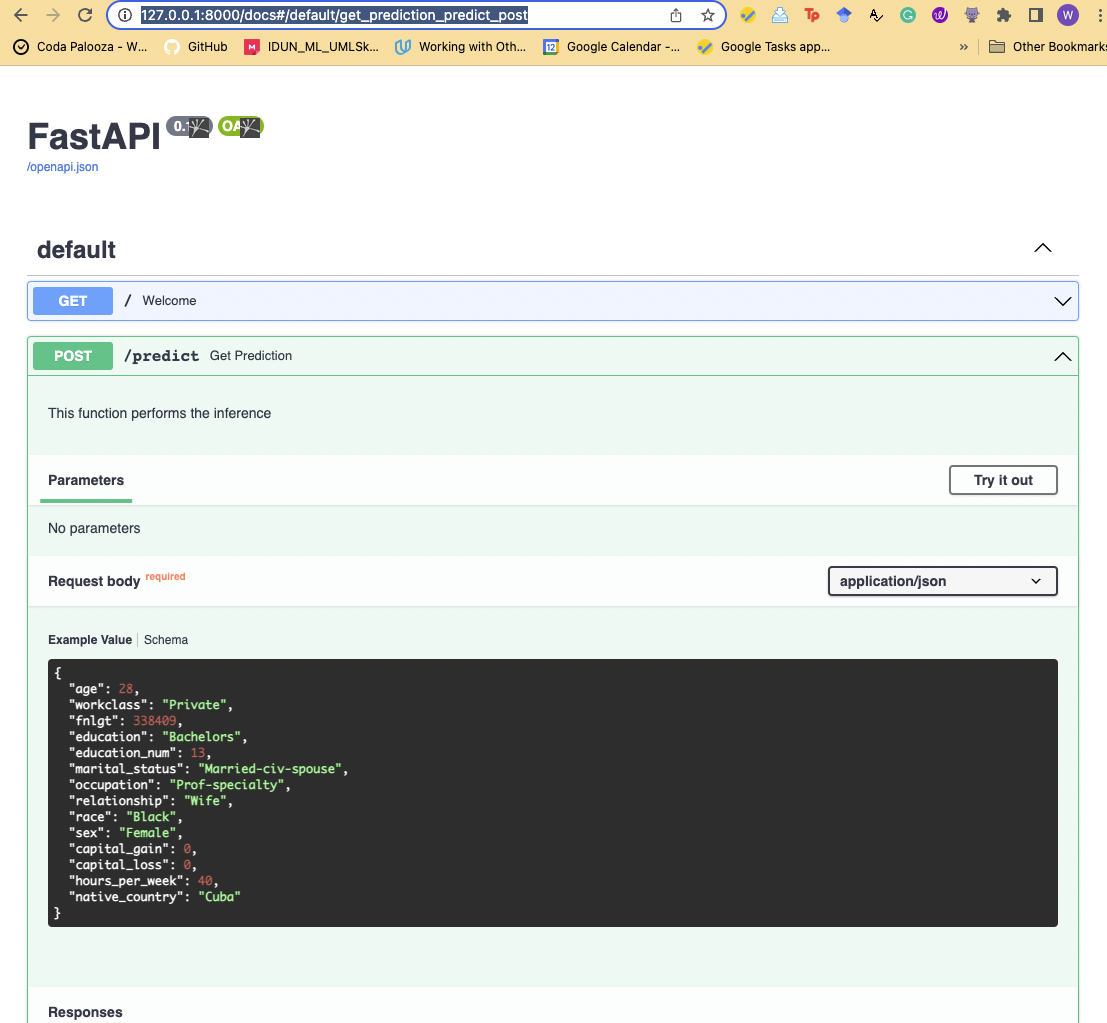 127.0.0.1:8000/docs#/default/get_prediction_predict_post
Coda Palooza - W... GitHub IDUN_ML_UMLSk... Working with Oth... Google Calendar -... Google Tasks app... » Other Bookmarks
FastAPI
/openapi.json
default
GET / Welcome
POST /predict Get Prediction
This function performs the inference
Parameters Try it out
No parameters
Request body required application/json
Example Value Schema
{
"age": 28,
"workclass": "Private",
"fnlgt": 338409,
"education": "Bachelors",
"education_num": 13,
"marital_status": "Married-civ-spouse",
"occupation": "Prof-specialty",
"relationship": "Wife",
"race": "Black",
"sex": "Female",
"capital_gain": 0,
"capital_loss": 0,
"hours_per_week": 40,
"native_country": "Cuba"
}
Responses